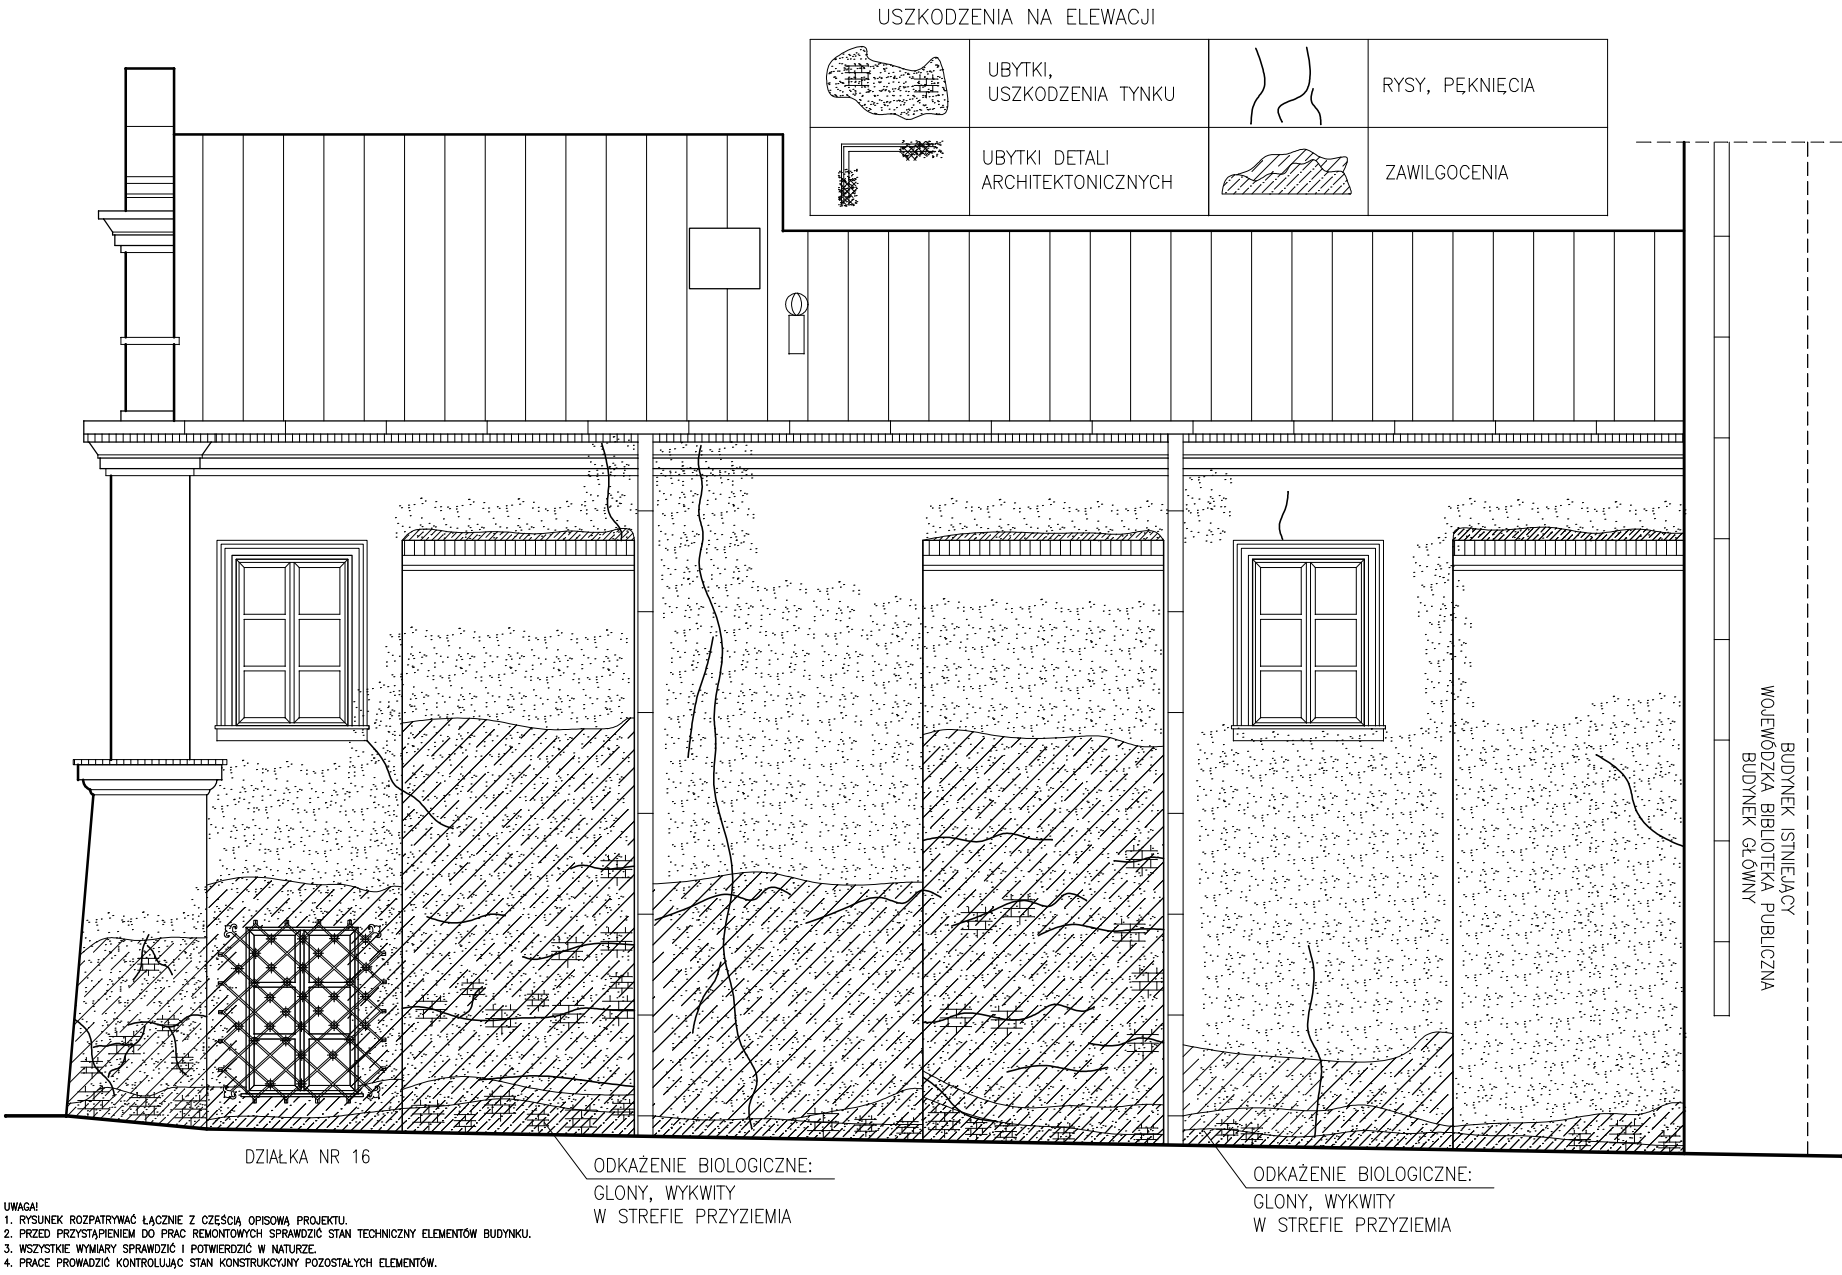 USZKODZENIA NA ELEWACJI
UBYTKI,
USZKODZENIA TYNKU
RYSY, PĘKNIĘCIA
UBYTKI DETALI
ARCHITEKTONICZNYCH
ZAWILGOCENIA
BUDYNEK ISTNIEJĄCY
WOJEWÓDZKA BIBLIOTEKA PUBLICZNA
BUDYNEK GŁÓWNY
DZIAŁKA NR 16
ODKAŻENIE BIOLOGICZNE:
GLONY, WYKWITY
W STREFIE PRZYZIEMIA
ODKAŻENIE BIOLOGICZNE:
GLONY, WYKWITY
W STREFIE PRZYZIEMIA
UWAGA!
1. RYSUNEK ROZPATRYWAĆ ŁĄCZNIE Z CZĘŚCIĄ OPISOWĄ PROJEKTU.
2. PRZED PRZYSTĄPIENIEM DO PRAC REMONTOWYCH SPRAWDZIĆ STAN TECHNICZNY ELEMENTÓW BUDYNKU.
3. WSZYSTKIE WYMIARY SPRAWDZIĆ I POTWIERDZIĆ W NATURZE.
4. PRACE PROWADZIĆ KONTROLUJĄC STAN KONSTRUKCYJNY POZOSTAŁYCH ELEMENTÓW.